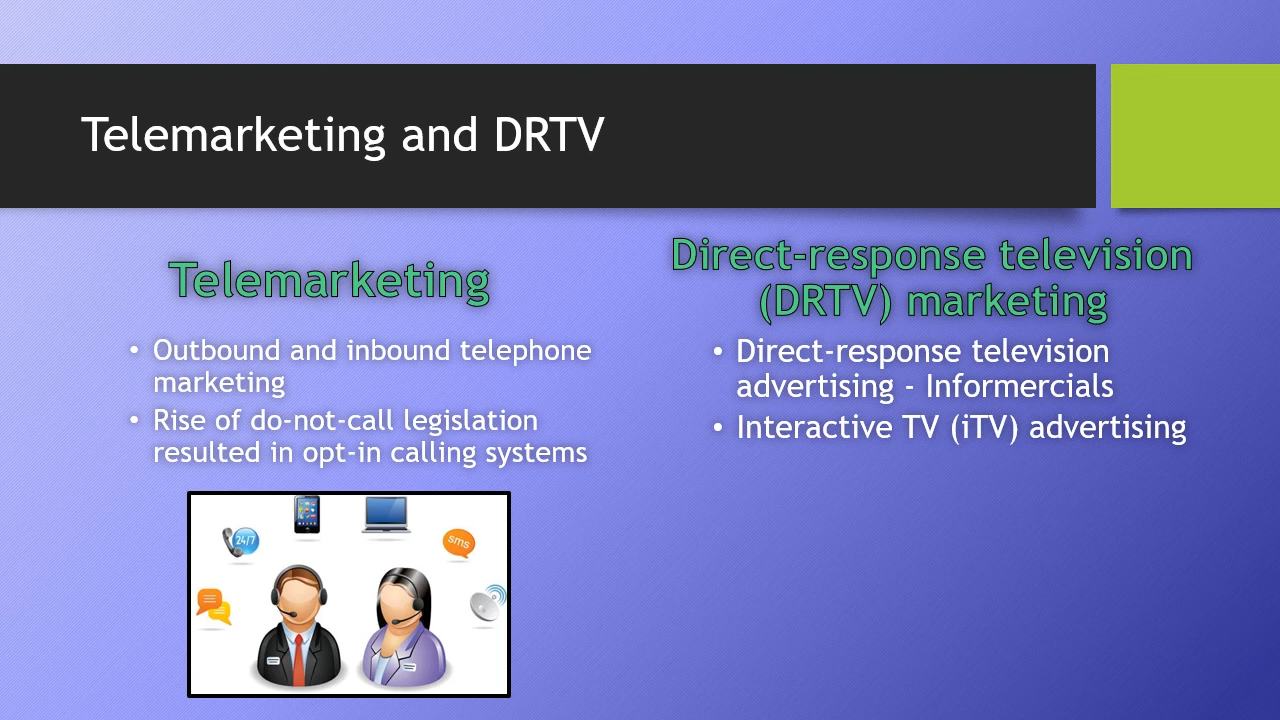 Telemarketing and DRTV
Telemarketing
• Outbound and inbound telephone
marketing
• Rise of do-not-call legislation
resulted in opt-in calling systems
24/7
sms
Direct-response television
(DRTV) marketing
• Direct-response television
advertising - Informercials
• Interactive TV (iTV) advertising